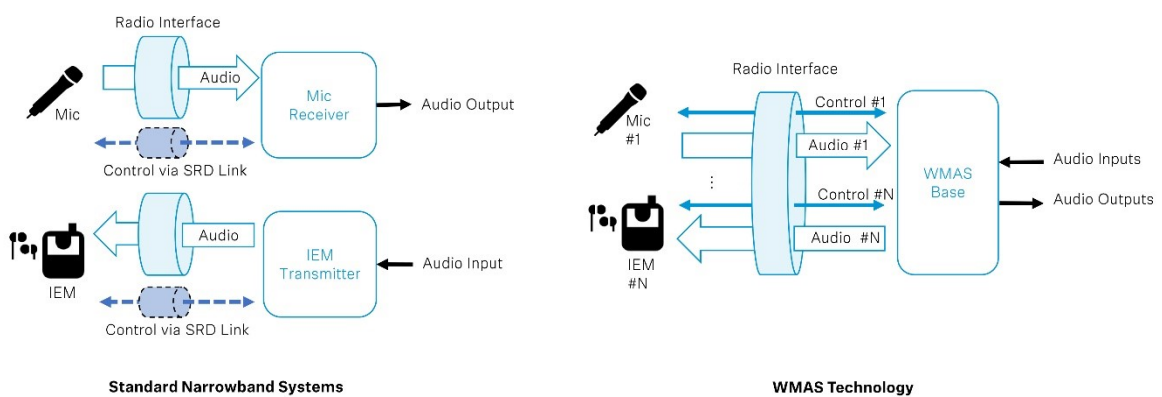 Radio Interface
Audio
Mic
Mic
Receiver
Audio Output
Control via SRD Link
Audio
IEM
IEM
Transmitter
Audio Input
Control via SRD Link
Standard Narrowband Systems
Radio Interface
Control #1
Mic
#1
Audio #1
Audio Inputs
WMAS
Base
⋮
Control #N
Audio Outputs
Audio #N
IEM
#N
WMAS Technology